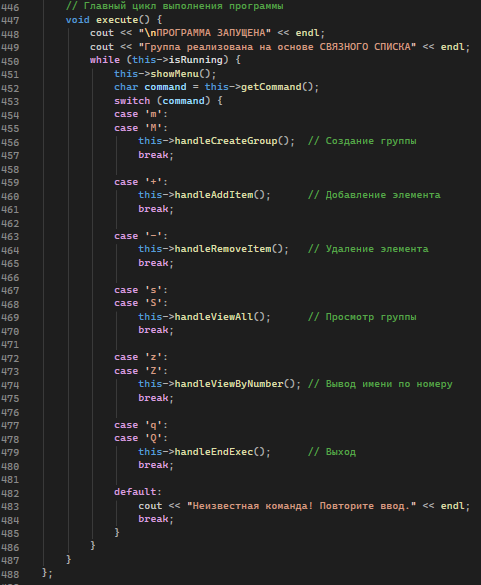 446 // Главный цикл выполнения программы
447 void execute() {
448 cout << "\nПРОГРАММА ЗАПУЩЕНА" << endl;
449 cout << "Группа реализована на основе СВЯЗНОГО СПИСКА" << endl;
450 while (this->isRunning) {
451 this->showMenu();
452 char command = this->getCommand();
453 switch (command) {
454 case 'm':
455 case 'M':
456 this->handleCreateGroup(); // Создание группы
457 break;
458
459 case '+':
460 this->handleAddItem(); // Добавление элемента
461 break;
462
463 case '-':
464 this->handleRemoveItem(); // Удаление элемента
465 break;
466
467 case 's':
468 case 'S':
469 this->handleViewAll(); // Просмотр группы
470 break;
471
472 case 'z':
473 case 'Z':
474 this->handleViewByNumber(); // Вывод имени по номеру
475 break;
476
477 case 'q':
478 case 'Q':
479 this->handleEndExec(); // Выход
480 break;
481
482 default:
483 cout << "Неизвестная команда! Повторите ввод." << endl;
484 break;
485 }
486 }
487 }
488 };